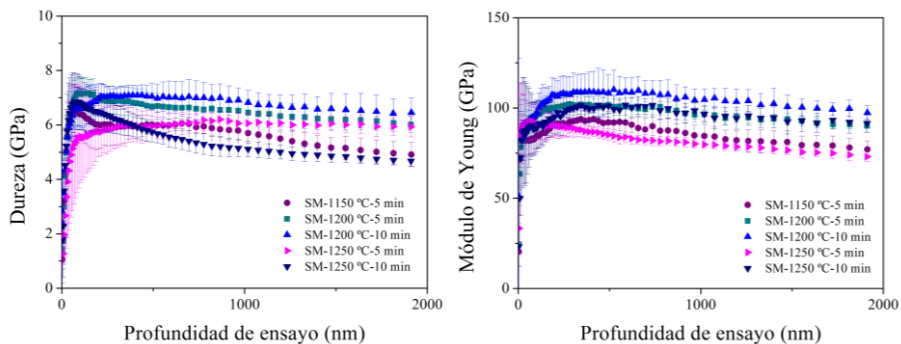 10
8
6
4
2
0
Dureza (GPa)
SM-1150 ºC-5 min
SM-1200 ºC-5 min
SM-1200 ºC-10 min
SM-1250 ºC-5 min
SM-1250 ºC-10 min
0 1000 2000
Profundidad de ensayo (nm)
150
100
50
0
Módulo de Young (GPa)
SM-1150 ºC-5 min
SM-1200 ºC-5 min
SM-1200 ºC-10 min
SM-1250 ºC-5 min
SM-1250 ºC-10 min
0 1000 2000
Profundidad de ensayo (nm)